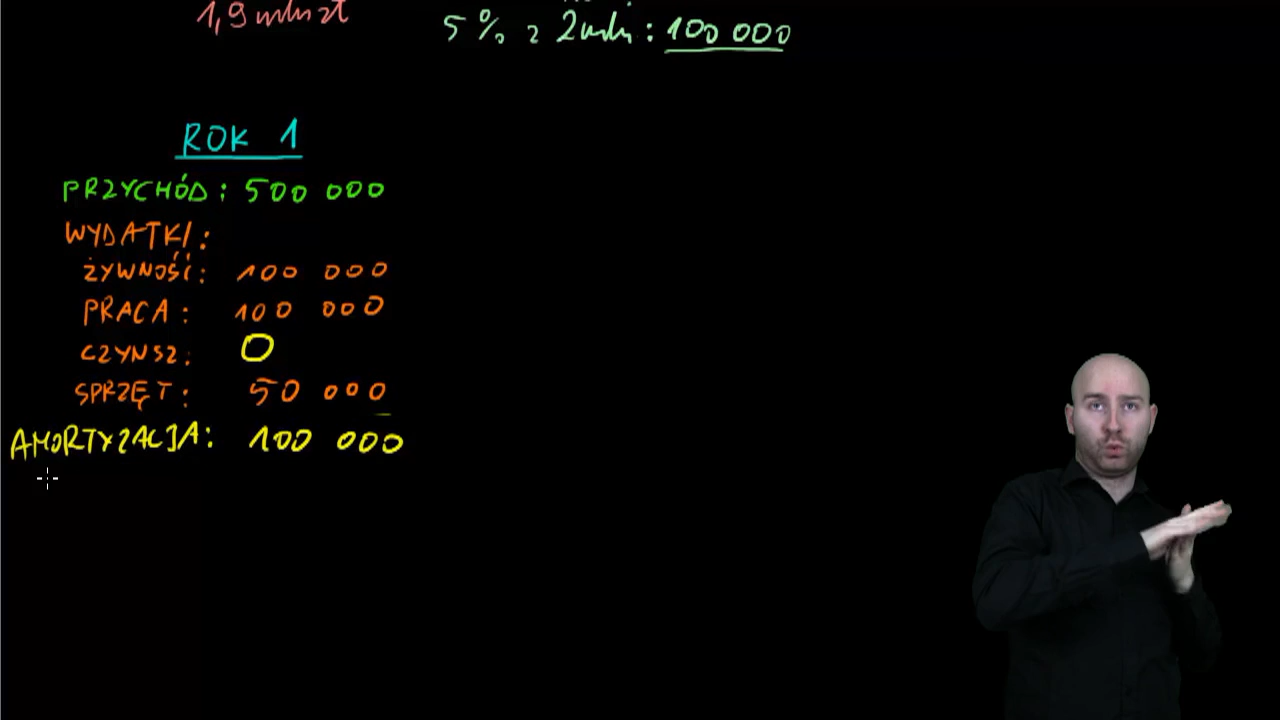 1,9 mln zł
5% z 2 mln: 100 000
ROK 1
PRZYCHÓD: 500 000
WYDATKI:
ŻYWNOŚĆ: 100 000
PRACA: 100 000
CZYNSZ: 0
SPRZĘT: 50 000
AMORTYZACJA: 100 000